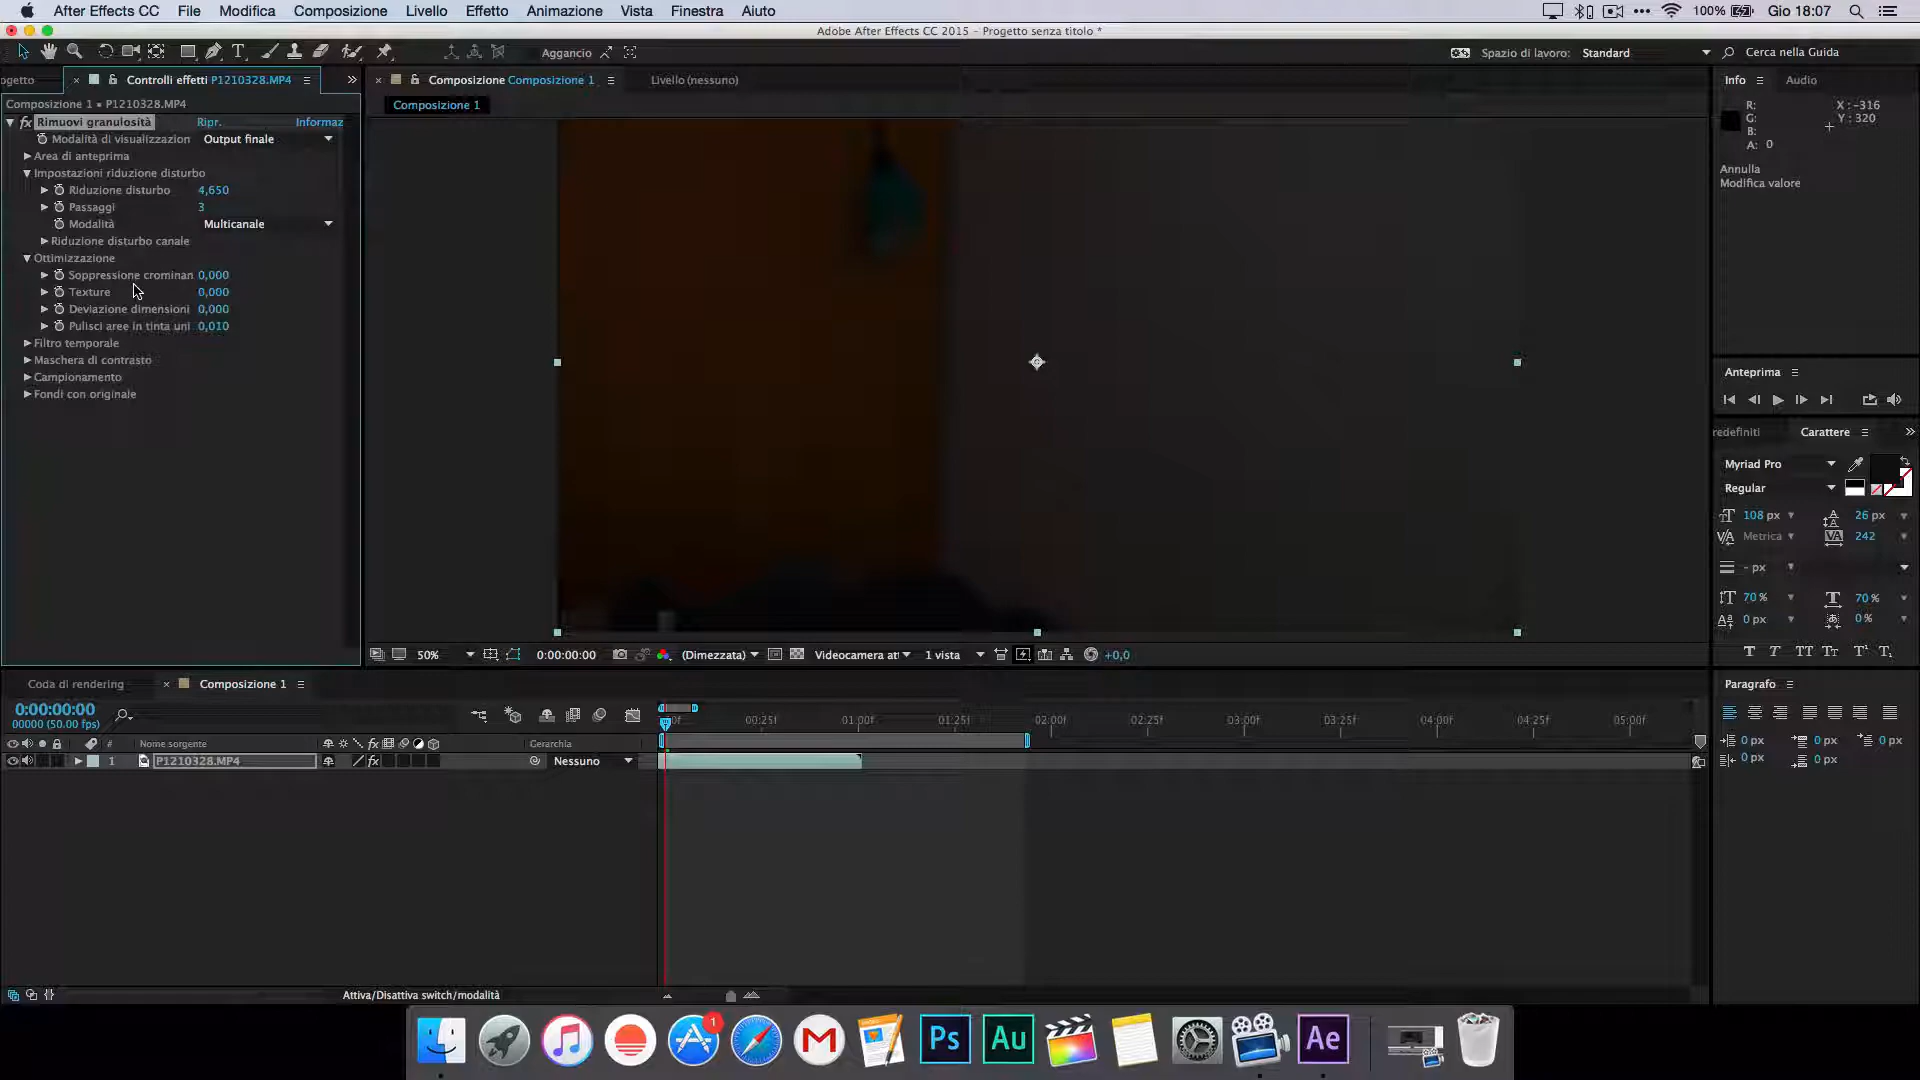 After Effects CC File Modifica Composizione Livello Effetto Animazione Vista Finestra Aiuto 100% Gio 18:07
Adobe After Effects CC 2015 - Progetto senza titolo *
Aggancio Spazio di lavoro: Standard Cerca nella Guida
ogetto Controlli effetti P1210328.MP4 Composizione Composizione 1 Livello (nessuno) Info Audio
Composizione 1 • P1210328.MP4 Composizione 1
Rimuovi granulosità Ripr. Informaz
Modalità di visualizzazion Output finale
Area di anteprima
Impostazioni riduzione disturbo
Riduzione disturbo 4,650
Passaggi 3
Modalità Multicanale
Riduzione disturbo canale
Ottimizzazione
Soppressione crominan 0,000
Texture 0,000
Deviazione dimensioni 0,000
Pulisci aree in tinta uni 0,010
Filtro temporale
Maschera di contrasto
Campionamento
Fondi con originale
R: X: -316
G: Y: 320
B:
A: 0
Annulla
Modifica valore
Anteprima
redefiniti Carattere
Myriad Pro
Regular
108 px 26 px
Metrica 242
- px
70 % 70 %
0 px 0 %
T T TT Tt T¹ T₁
50% 0:00:00:00 (Dimezzata) Videocamera at 1 vista +0,0
Coda di rendering Composizione 1 Paragrafo
0:00:00:00
00000 (50.00 fps)
0f 00:25f 01:00f 01:25f 02:00f 02:25f 03:00f 03:25f 04:00f 04:25f 05:00f
# Nome sorgente Gerarchia
1 P1210328.MP4 Nessuno
0 px 0 px 0 px
0 px 0 px
Attiva/Disattiva switch/modalità
1
Ps Au Ae